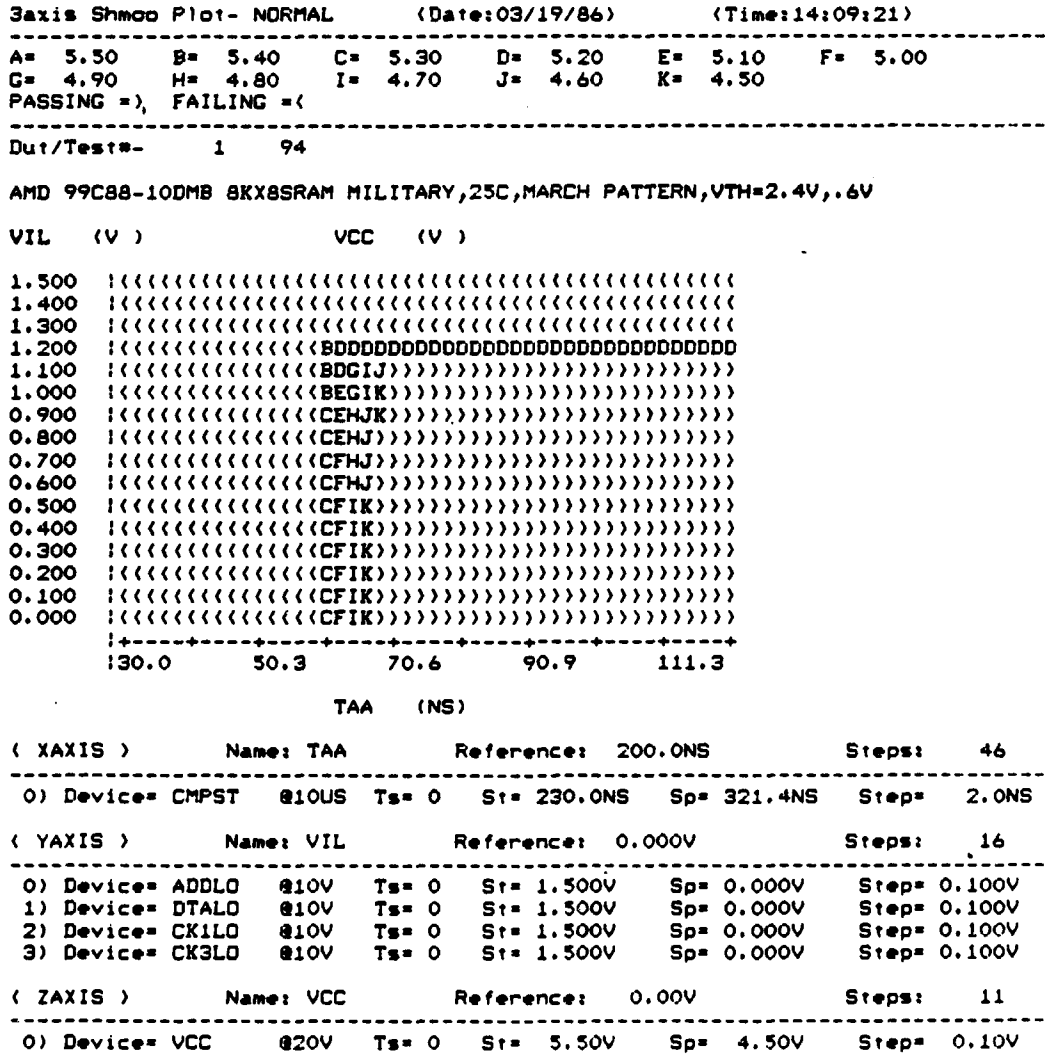 3axis Shmoo Plot- NORMAL (Date:03/19/86) (Time:14:09:21)
A= 5.50 B= 5.40 C= 5.30 D= 5.20 E= 5.10 F= 5.00
G= 4.90 H= 4.80 I= 4.70 J= 4.60 K= 4.50
PASSING =), FAILING =(
Dut/Test#- 1 94
AMD 99C88-10DMB 8KX8SRAM MILITARY,25C,MARCH PATTERN,VTH=2.4V,.6V
VIL (V ) VCC (V )
1.500 !((((((((((((((((((((((((((((((((((((((((((((((
1.400 !((((((((((((((((((((((((((((((((((((((((((((((
1.300 !((((((((((((((((((((((((((((((((((((((((((((((
1.200 !(((((((((((((((BDDDDDDDDDDDDDDDDDDDDDDDDDDDDDD
1.100 !(((((((((((((((BDGIJ))))))))))))))))))))))))))
1.000 !(((((((((((((((BEGIK))))))))))))))))))))))))))
0.900 !(((((((((((((((CEHJK))))))))))))))))))))))))))
0.800 !(((((((((((((((CEHJ)))))))))))))))))))))))))))
0.700 !(((((((((((((((CFHJ)))))))))))))))))))))))))))
0.600 !(((((((((((((((CFHJ)))))))))))))))))))))))))))
0.500 !(((((((((((((((CFIK)))))))))))))))))))))))))))
0.400 !(((((((((((((((CFIK)))))))))))))))))))))))))))
0.300 !(((((((((((((((CFIK)))))))))))))))))))))))))))
0.200 !(((((((((((((((CFIK)))))))))))))))))))))))))))
0.100 !(((((((((((((((CFIK)))))))))))))))))))))))))))
0.000 !(((((((((((((((CFIK)))))))))))))))))))))))))))
!+----+----+----+----+----+----+----+----+----+
!30.0 50.3 70.6 90.9 111.3
TAA (NS)
( XAXIS ) Name: TAA Reference: 200.0NS Steps: 46
0) Device= CMPST @10US Ts= 0 St= 230.0NS Sp= 321.4NS Step= 2.0NS
( YAXIS ) Name: VIL Reference: 0.000V Steps: 16
0) Device= ADDLO @10V Ts= 0 St= 1.500V Sp= 0.000V Step= 0.100V
1) Device= DTALO @10V Ts= 0 St= 1.500V Sp= 0.000V Step= 0.100V
2) Device= CK1LO @10V Ts= 0 St= 1.500V Sp= 0.000V Step= 0.100V
3) Device= CK3LO @10V Ts= 0 St= 1.500V Sp= 0.000V Step= 0.100V
( ZAXIS ) Name: VCC Reference: 0.00V Steps: 11
0) Device= VCC @20V Ts= 0 St= 5.50V Sp= 4.50V Step= 0.10V